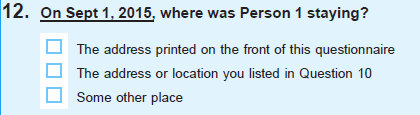 12. On Sept 1, 2015, where was Person 1 staying?
The address printed on the front of this questionnaire
The address or location you listed in Question 10
Some other place